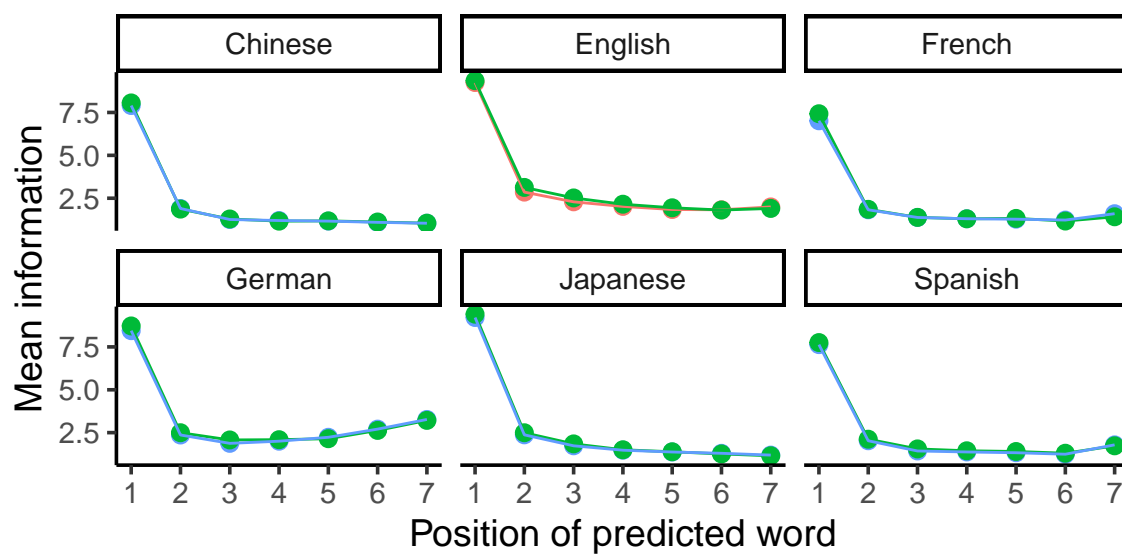 Chinese English French
7.5
5.0
2.5
German Japanese Spanish
7.5
5.0
2.5
1 2 3 4 5 6 7 1 2 3 4 5 6 7 1 2 3 4 5 6 7
Position of predicted word
Mean information